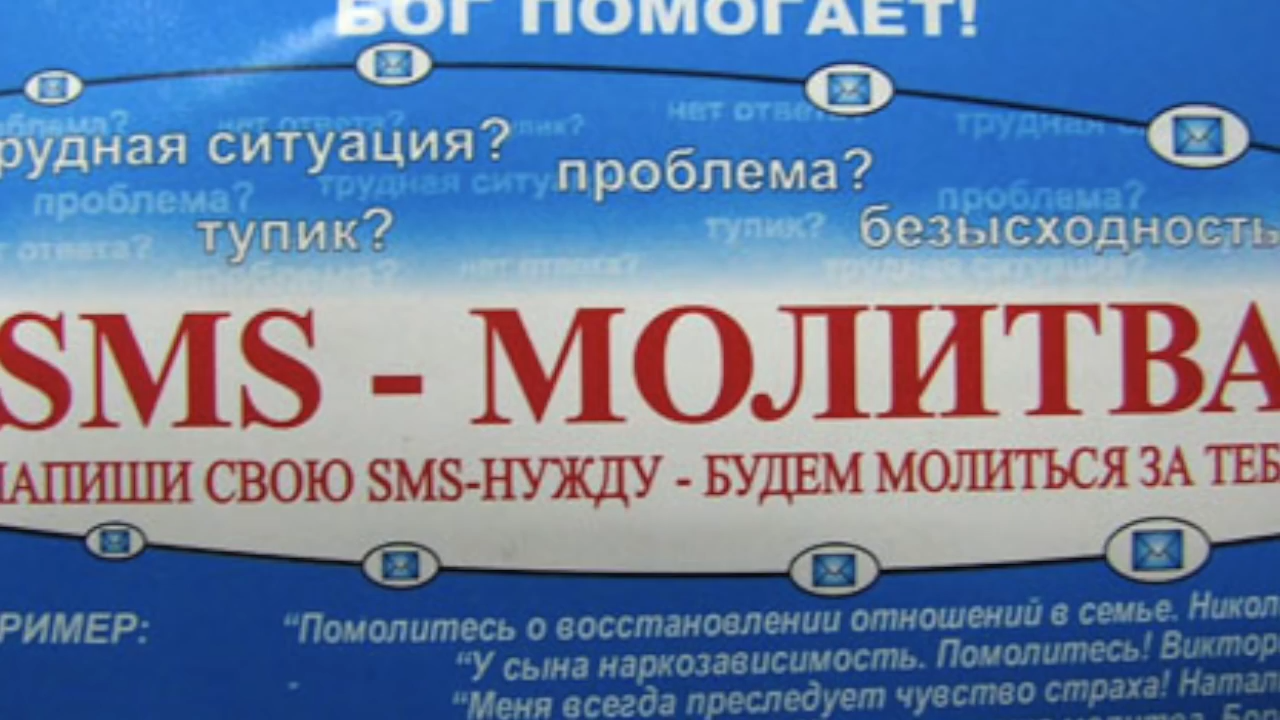 БОГ ПОМОГАЕТ!
рудная ситуация?
проблема?
тупик?
безысходность
SMS - МОЛИТВА
НАПИШИ СВОЮ SMS-НУЖДУ - БУДЕМ МОЛИТЬСЯ ЗА ТЕБ
РИМЕР:
“Помолитесь о восстановлении отношений в семье. Никол
“У сына наркозависимость. Помолитесь! Виктор
“Меня всегда преследует чувство страха! Натал